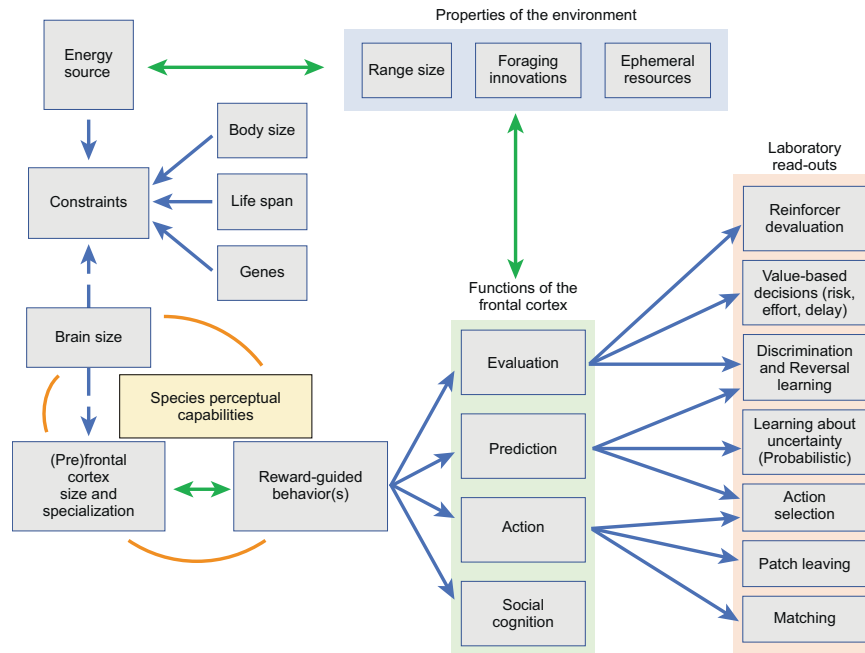 Properties of the environment
Energy
source
Range size
Foraging
innovations
Ephemeral
resources
Body size
Constraints
Life span
Genes
Brain size
Species perceptual
capabilities
(Pre)frontal
cortex
size and
specialization
Reward-guided
behavior(s)
Functions of the
frontal cortex
Evaluation
Prediction
Action
Social
cognition
Laboratory
read-outs
Reinforcer
devaluation
Value-based
decisions (risk,
effort, delay)
Discrimination
and Reversal
learning
Learning about
uncertainty
(Probabilistic)
Action
selection
Patch leaving
Matching